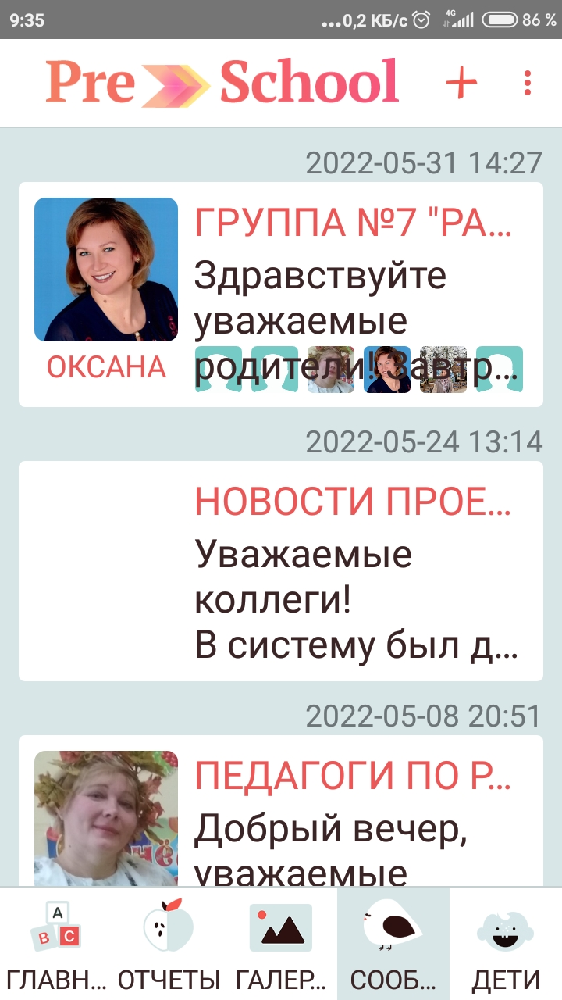 9:35
...0,2 КБ/с 4G 86 %
Pre School
2022-05-31 14:27
ГРУППА №7 "РА...
Здравствуйте
уважаемые
родители! Завтр...
ОКСАНА
2022-05-24 13:14
НОВОСТИ ПРОЕ...
Уважаемые
коллеги!
В систему был д...
2022-05-08 20:51
ПЕДАГОГИ ПО Р...
Добрый вечер,
уважаемые
A
B C
ГЛАВН... ОТЧЕТЫ ГАЛЕР... СООБ... ДЕТИ